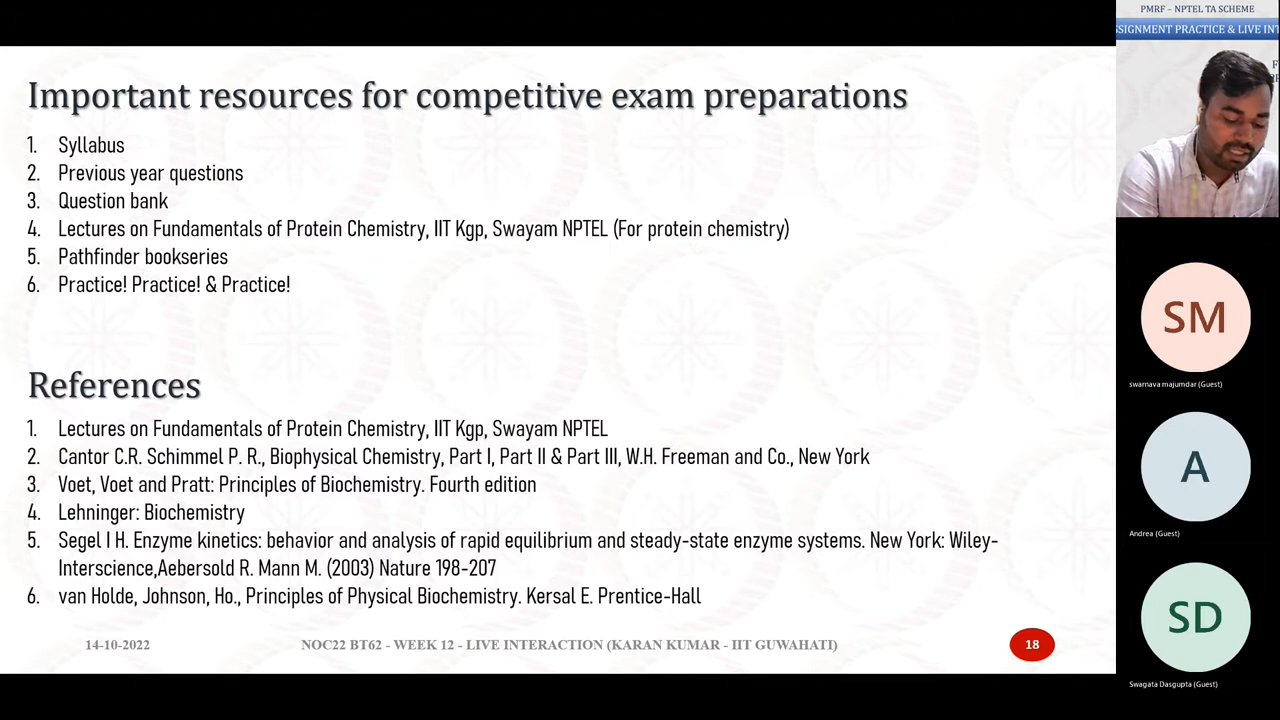 Important resources for competitive exam preparations
1. Syllabus
2. Previous year questions
3. Question bank
4. Lectures on Fundamentals of Protein Chemistry, IIT Kgp, Swayam NPTEL (For protein chemistry)
5. Pathfinder bookseries
6. Practice! Practice! & Practice!
References
1. Lectures on Fundamentals of Protein Chemistry, IIT Kgp, Swayam NPTEL
2. Cantor C.R. Schimmel P. R., Biophysical Chemistry, Part I, Part II & Part III, W.H. Freeman and Co., New York
3. Voet, Voet and Pratt: Principles of Biochemistry. Fourth edition
4. Lehninger: Biochemistry
5. Segel I H. Enzyme kinetics: behavior and analysis of rapid equilibrium and steady-state enzyme systems. New York: Wiley-
Interscience,Aebersold R. Mann M. (2003) Nature 198-207
6. van Holde, Johnson, Ho., Principles of Physical Biochemistry. Kersal E. Prentice-Hall
14-10-2022
NOC22 BT62 - WEEK 12 - LIVE INTERACTION (KARAN KUMAR - IIT GUWAHATI)
18
PMRF – NPTEL TA SCHEME
SSIGNMENT PRACTICE & LIVE INT
SM
swarnava majumdar (Guest)
A
Andrea (Guest)
SD
Swagata Dasgupta (Guest)